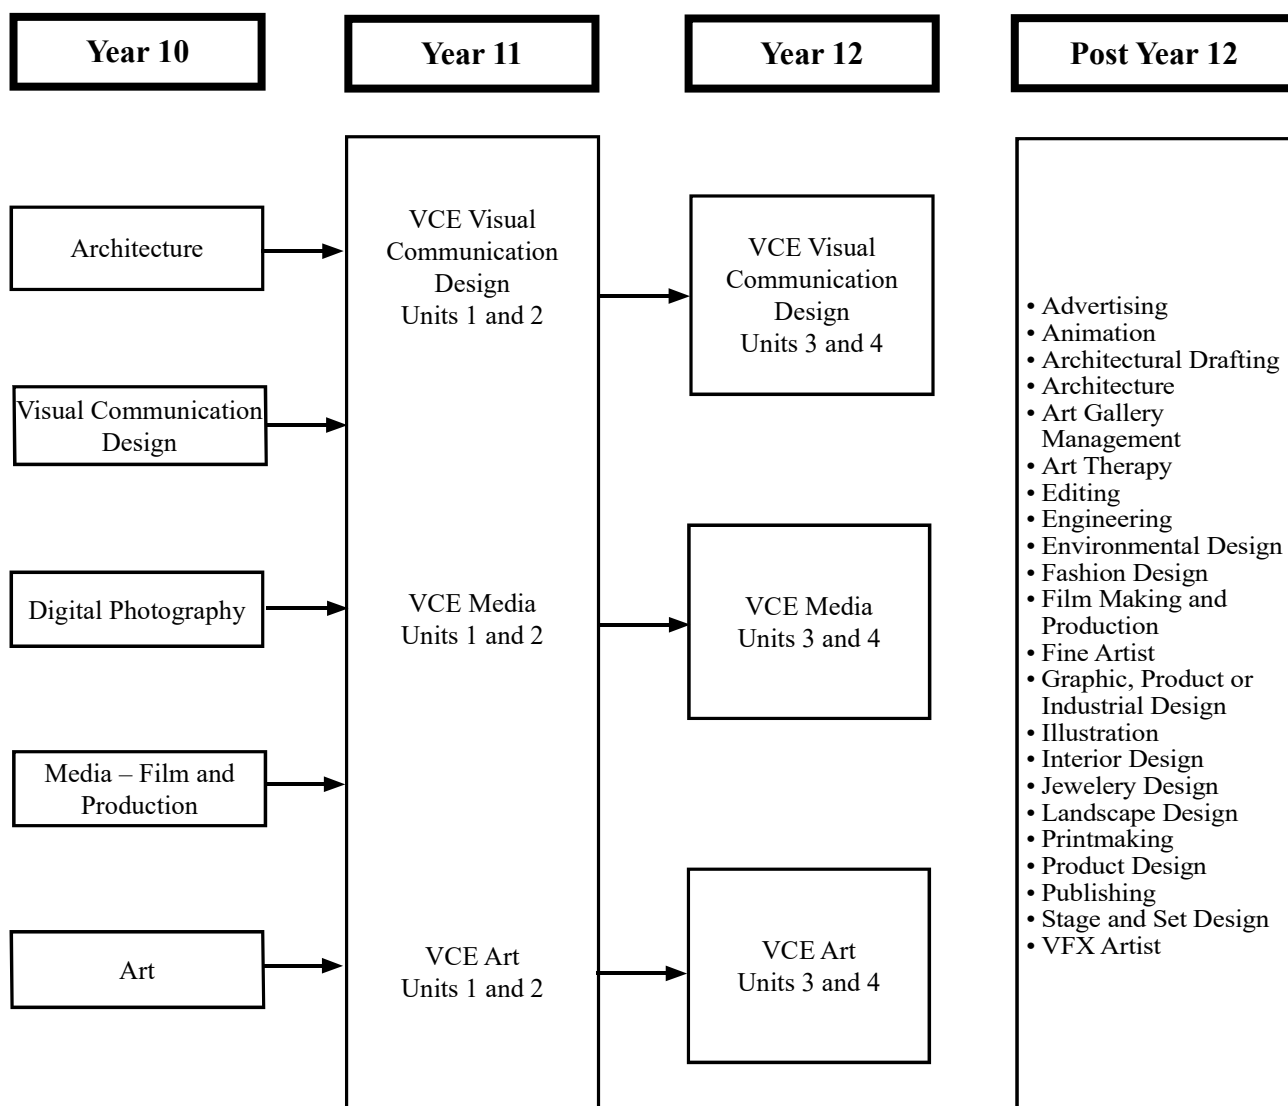 Year 10
Year 11
Year 12
Post Year 12
Architecture
Visual Communication
Design
Digital Photography
Media – Film and
Production
Art
VCE Visual
Communication
Design
Units 1 and 2
VCE Media
Units 1 and 2
VCE Art
Units 1 and 2
VCE Visual
Communication
Design
Units 3 and 4
VCE Media
Units 3 and 4
VCE Art
Units 3 and 4
• Advertising
• Animation
• Architectural Drafting
• Architecture
• Art Gallery
Management
• Art Therapy
• Editing
• Engineering
• Environmental Design
• Fashion Design
• Film Making and
Production
• Fine Artist
• Graphic, Product or
Industrial Design
• Illustration
• Interior Design
• Jewelery Design
• Landscape Design
• Printmaking
• Product Design
• Publishing
• Stage and Set Design
• VFX Artist